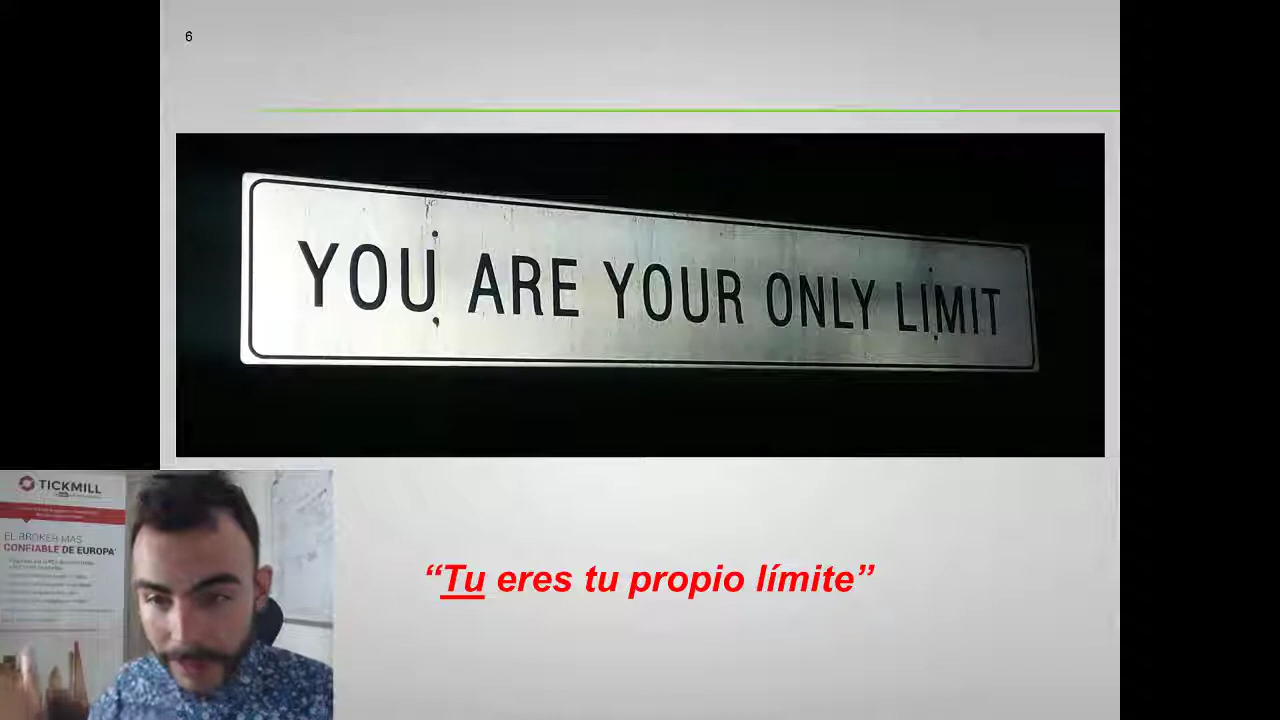 6
YOU ARE YOUR ONLY LIMIT
TICKMILL
EL BROKER MÁS
CONFIABLE DE EUROPA*
“Tu eres tu propio límite”